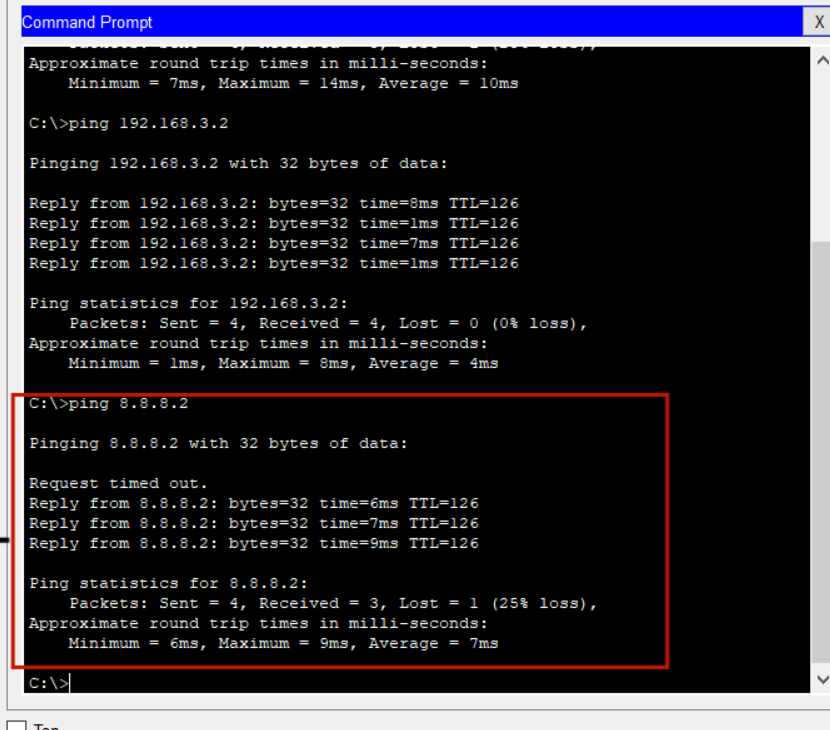 Command Prompt
X
Approximate round trip times in milli-seconds:
Minimum = 7ms, Maximum = 14ms, Average = 10ms
C:\>ping 192.168.3.2
Pinging 192.168.3.2 with 32 bytes of data:
Reply from 192.168.3.2: bytes=32 time=8ms TTL=126
Reply from 192.168.3.2: bytes=32 time=1ms TTL=126
Reply from 192.168.3.2: bytes=32 time=7ms TTL=126
Reply from 192.168.3.2: bytes=32 time=1ms TTL=126
Ping statistics for 192.168.3.2:
Packets: Sent = 4, Received = 4, Lost = 0 (0% loss),
Approximate round trip times in milli-seconds:
Minimum = 1ms, Maximum = 8ms, Average = 4ms
C:\>ping 8.8.8.2
Pinging 8.8.8.2 with 32 bytes of data:
Request timed out.
Reply from 8.8.8.2: bytes=32 time=6ms TTL=126
Reply from 8.8.8.2: bytes=32 time=7ms TTL=126
Reply from 8.8.8.2: bytes=32 time=9ms TTL=126
Ping statistics for 8.8.8.2:
Packets: Sent = 4, Received = 3, Lost = 1 (25% loss),
Approximate round trip times in milli-seconds:
Minimum = 6ms, Maximum = 9ms, Average = 7ms
C:\>